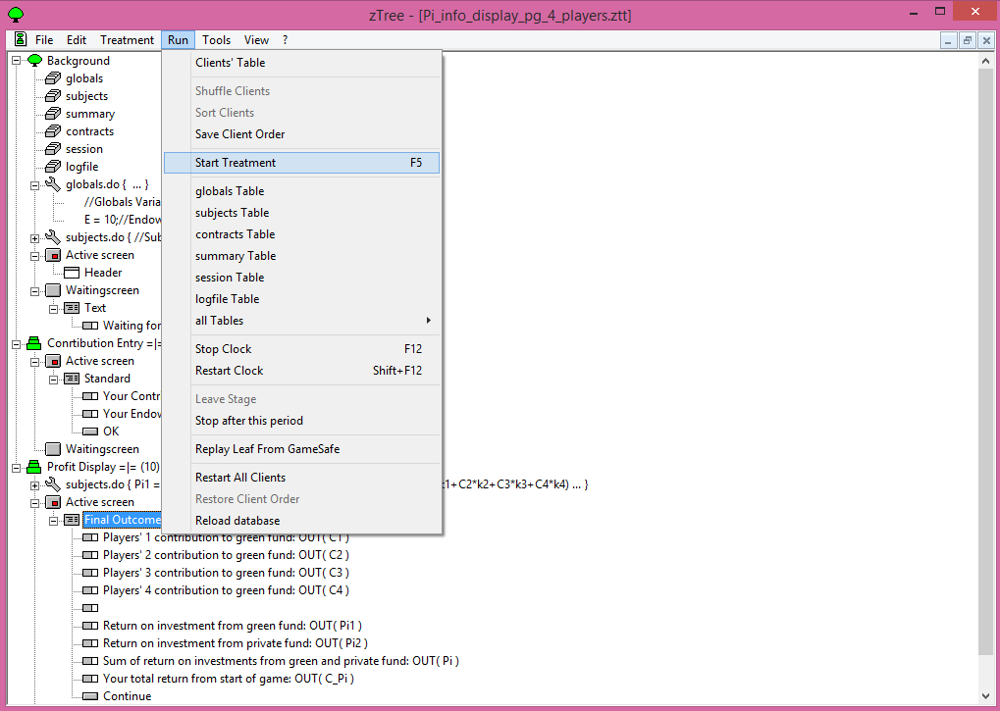 zTree - [Pi_info_display_pg_4_players.ztt]
File Edit Treatment Run Tools View ?
Background
globals
subjects
summary
contracts
session
logfile
globals.do { ... }
//Globals Varia
E = 10;//Endow
subjects.do { //Sub
Active screen
Header
Waitingscreen
Text
Waiting for
Conrtibution Entry =|=
Active screen
Standard
Your Contr
Your Endow
OK
Waitingscreen
Profit Display =|= (10)
subjects.do { Pi1 = :1+C2*k2+C3*k3+C4*k4) ... }
Active screen
Final Outcome
Players' 1 contribution to green fund: OUT( C1 )
Players' 2 contribution to green fund: OUT( C2 )
Players' 3 contribution to green fund: OUT( C3 )
Players' 4 contribution to green fund: OUT( C4 )
Return on investment from green fund: OUT( Pi1 )
Return on investment from private fund: OUT( Pi2 )
Sum of return on investments from green and private fund: OUT( Pi )
Your total return from start of game: OUT( C_Pi )
Continue
Clients' Table
Shuffle Clients
Sort Clients
Save Client Order
Start Treatment F5
globals Table
subjects Table
contracts Table
summary Table
session Table
logfile Table
all Tables
Stop Clock F12
Restart Clock Shift+F12
Leave Stage
Stop after this period
Replay Leaf From GameSafe
Restart All Clients
Restore Client Order
Reload database